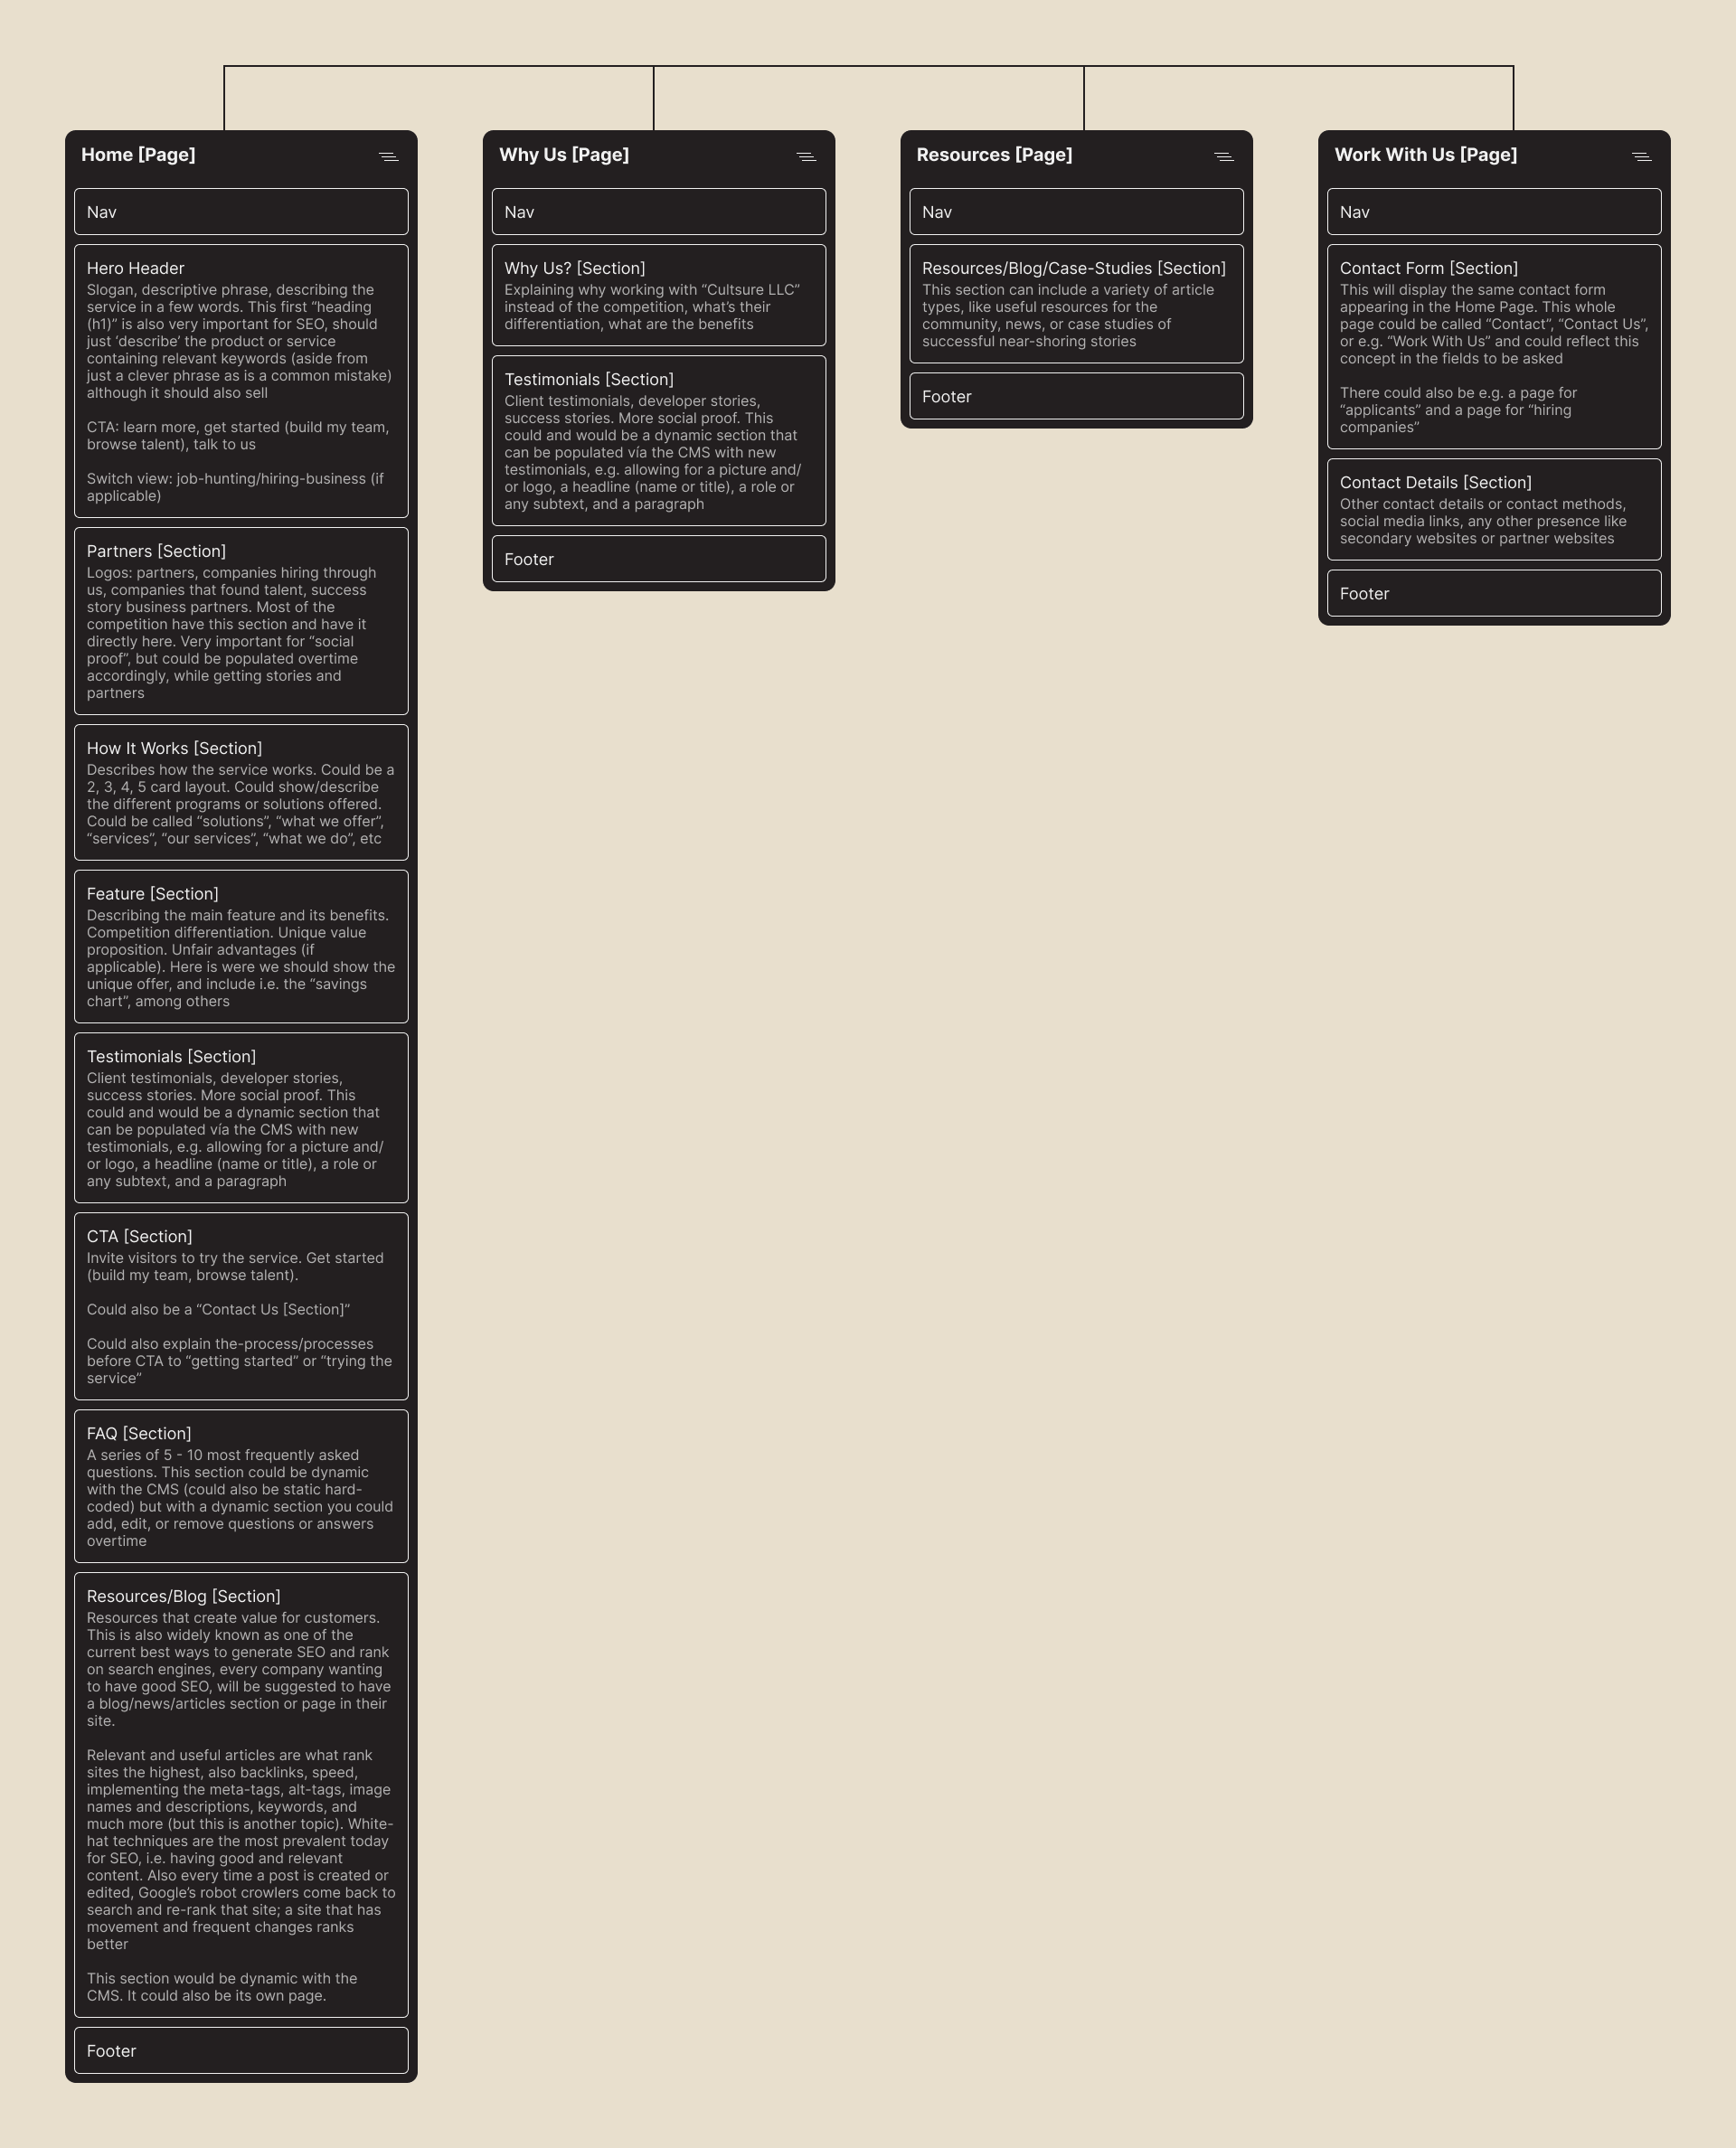 Home [Page]
Nav
Hero Header
Slogan, descriptive phrase, describing the
service in a few words. This first “heading
(h1)” is also very important for SEO, should
just ‘describe’ the product or service
containing relevant keywords (aside from
just a clever phrase as is a common mistake)
although it should also sell
CTA: learn more, get started (build my team,
browse talent), talk to us
Switch view: job-hunting/hiring-business (if
applicable)
Partners [Section]
Logos: partners, companies hiring through
us, companies that found talent, success
story business partners. Most of the
competition have this section and have it
directly here. Very important for “social
proof”, but could be populated overtime
accordingly, while getting stories and
partners
How It Works [Section]
Describes how the service works. Could be a
2, 3, 4, 5 card layout. Could show/describe
the different programs or solutions offered.
Could be called “solutions”, “what we offer”,
“services”, “our services”, “what we do”, etc
Feature [Section]
Describing the main feature and its benefits.
Competition differentiation. Unique value
proposition. Unfair advantages (if
applicable). Here is were we should show the
unique offer, and include i.e. the “savings
chart”, among others
Testimonials [Section]
Client testimonials, developer stories,
success stories. More social proof. This
could and would be a dynamic section that
can be populated vía the CMS with new
testimonials, e.g. allowing for a picture and/
or logo, a headline (name or title), a role or
any subtext, and a paragraph
CTA [Section]
Invite visitors to try the service. Get started
(build my team, browse talent).
Could also be a “Contact Us [Section]”
Could also explain the-process/processes
before CTA to “getting started” or “trying the
service”
FAQ [Section]
A series of 5 - 10 most frequently asked
questions. This section could be dynamic
with the CMS (could also be static hard-
coded) but with a dynamic section you could
add, edit, or remove questions or answers
overtime
Resources/Blog [Section]
Resources that create value for customers.
This is also widely known as one of the
current best ways to generate SEO and rank
on search engines, every company wanting
to have good SEO, will be suggested to have
a blog/news/articles section or page in their
site.
Relevant and useful articles are what rank
sites the highest, also backlinks, speed,
implementing the meta-tags, alt-tags, image
names and descriptions, keywords, and
much more (but this is another topic). White-
hat techniques are the most prevalent today
for SEO, i.e. having good and relevant
content. Also every time a post is created or
edited, Google’s robot crowlers come back to
search and re-rank that site; a site that has
movement and frequent changes ranks
better
This section would be dynamic with the
CMS. It could also be its own page.
Footer
Why Us [Page]
Nav
Why Us? [Section]
Explaining why working with “Cultsure LLC”
instead of the competition, what’s their
differentiation, what are the benefits
Testimonials [Section]
Client testimonials, developer stories,
success stories. More social proof. This
could and would be a dynamic section that
can be populated vía the CMS with new
testimonials, e.g. allowing for a picture and/
or logo, a headline (name or title), a role or
any subtext, and a paragraph
Footer
Resources [Page]
Nav
Resources/Blog/Case-Studies [Section]
This section can include a variety of article
types, like useful resources for the
community, news, or case studies of
successful near-shoring stories
Footer
Work With Us [Page]
Nav
Contact Form [Section]
This will display the same contact form
appearing in the Home Page. This whole
page could be called “Contact”, “Contact Us”,
or e.g. “Work With Us” and could reflect this
concept in the fields to be asked
There could also be e.g. a page for
“applicants” and a page for “hiring
companies”
Contact Details [Section]
Other contact details or contact methods,
social media links, any other presence like
secondary websites or partner websites
Footer